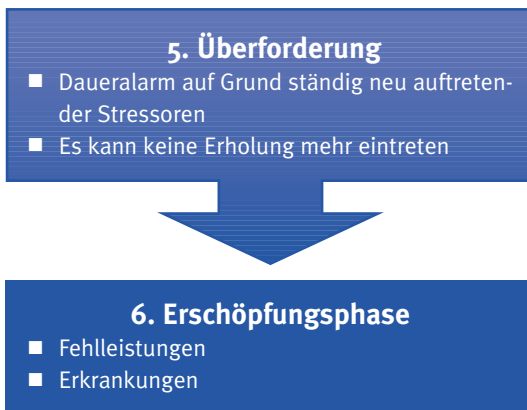 5. Überforderung
■ Daueralarm auf Grund ständig neu auftreten-
der Stressoren
■ Es kann keine Erholung mehr eintreten
6. Erschöpfungsphase
■ Fehlleistungen
■ Erkrankungen